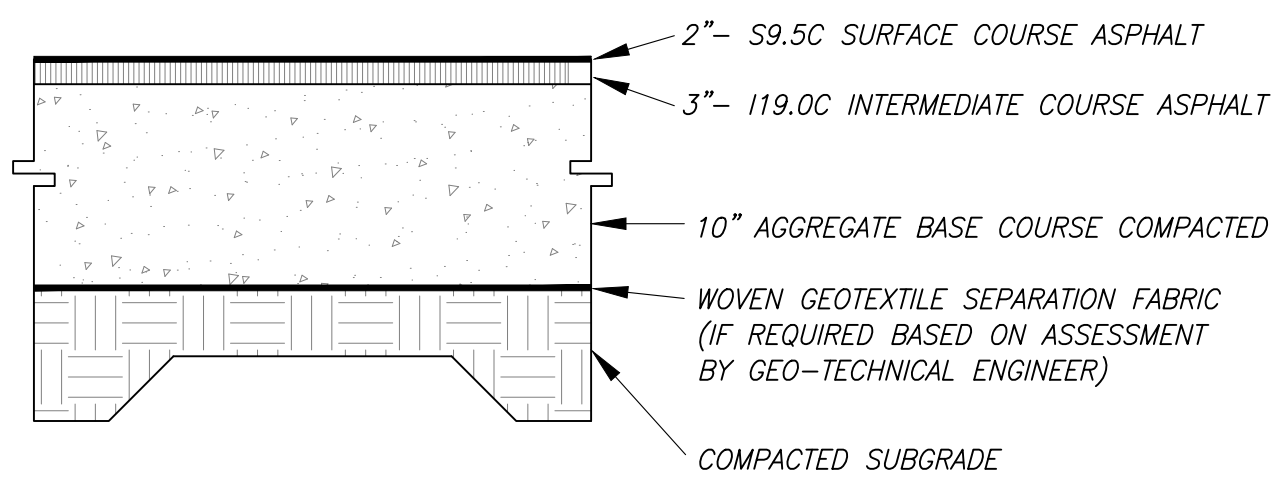 2”– S9.5C SURFACE COURSE ASPHALT
3”– I19.0C INTERMEDIATE COURSE ASPHALT
10” AGGREGATE BASE COURSE COMPACTED
WOVEN GEOTEXTILE SEPARATION FABRIC
(IF REQUIRED BASED ON ASSESSMENT
BY GEO–TECHNICAL ENGINEER)
COMPACTED SUBGRADE